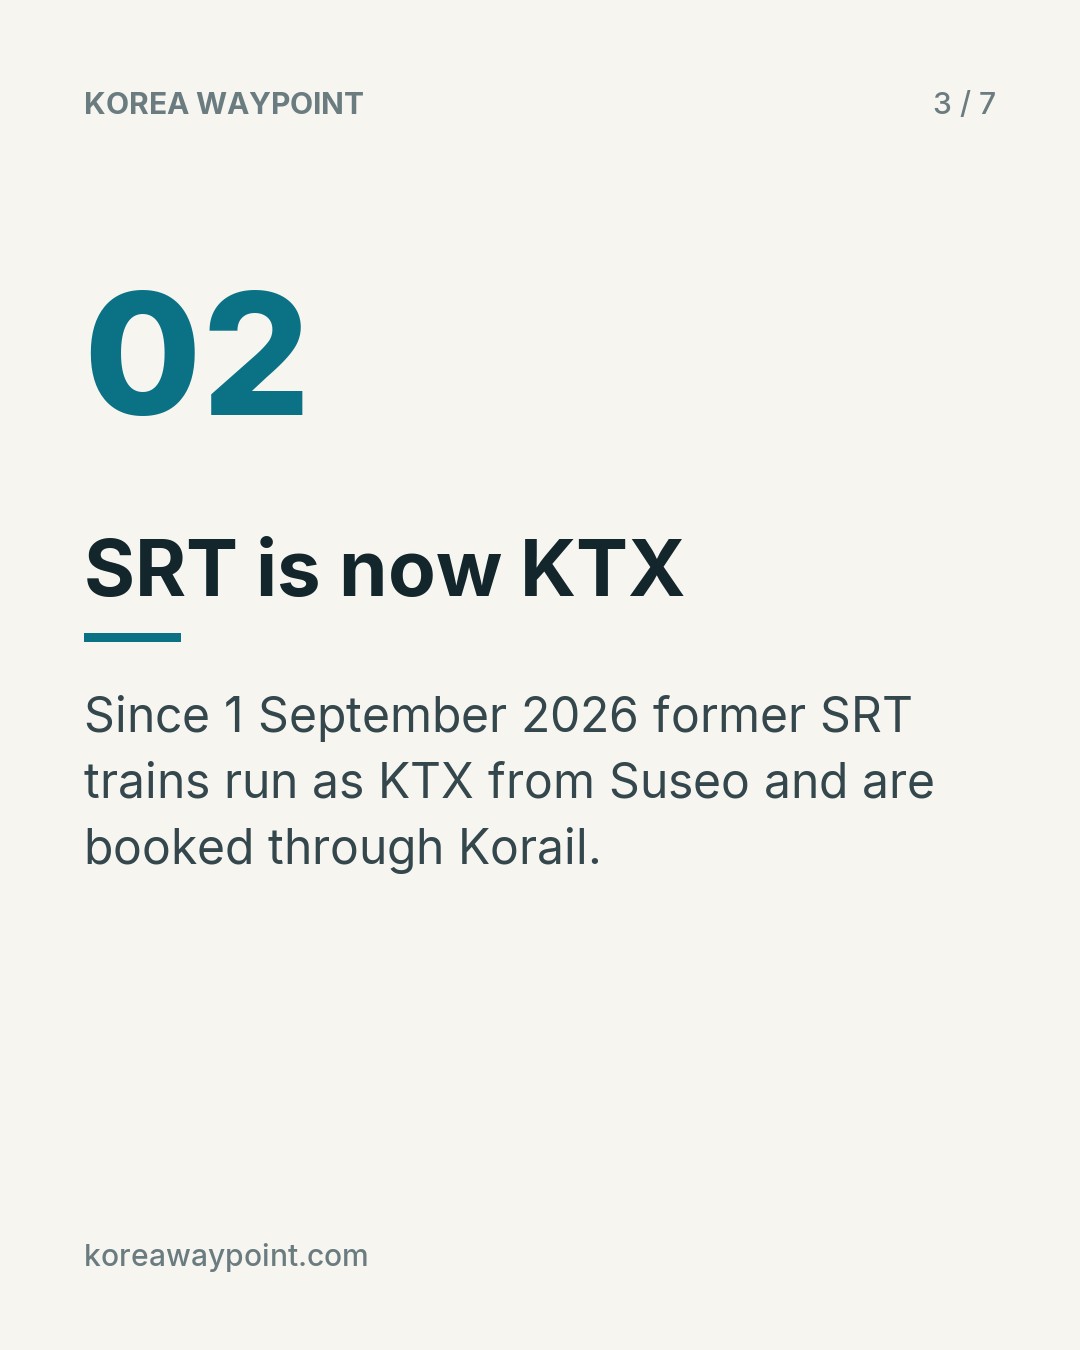 KOREA WAYPOINT
3 / 7
02
SRT is now KTX
Since 1 September 2026 former SRT
trains run as KTX from Suseo and are
booked through Korail.
koreawaypoint.com